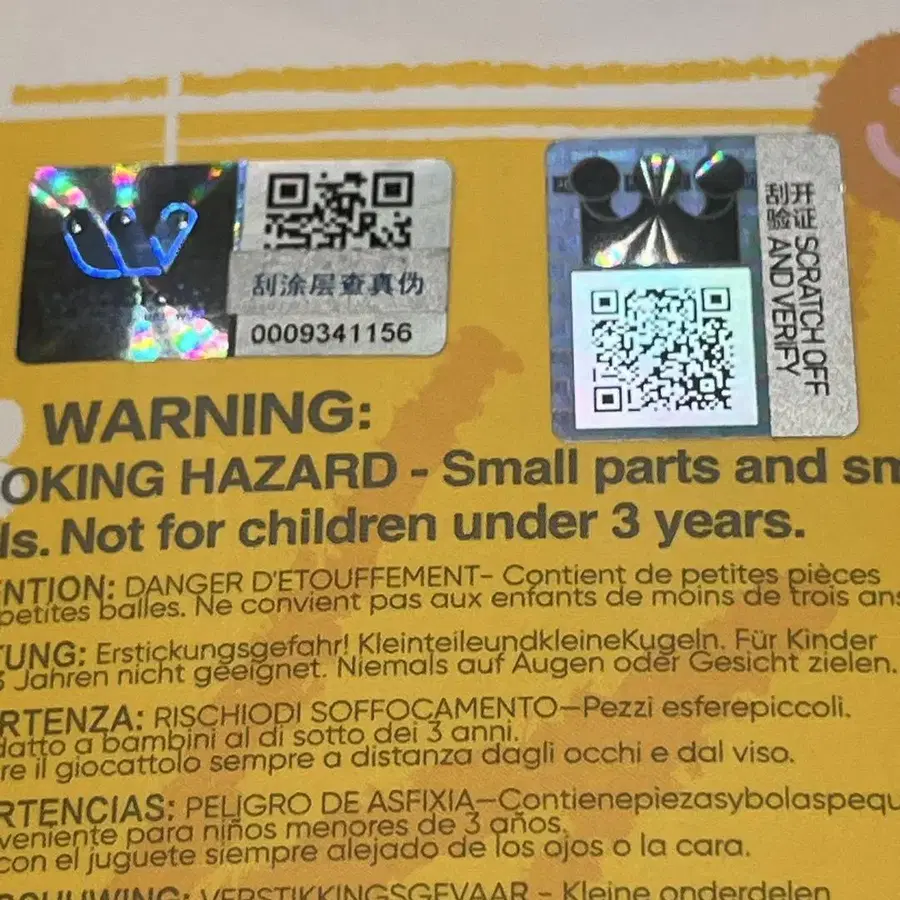 刮涂层查真伪
0009341156
刮开
验证
SCRATCH OFF
AND VERIFY
WARNING:
OKING HAZARD - Small parts and sm
ls. Not for children under 3 years.
NTION: DANGER D'ETOUFFEMENT- Contient de petites pièces
petites balles. Ne convient pas aux enfants de moins de trois ans
TUNG: Erstickungsgefahr! KleinteileundkleineKugeln. Für Kinder
3 Jahren nicht geeignet. Niemals auf Augen oder Gesicht zielen.
RTENZA: RISCHIODI SOFFOCAMENTO-Pezzi esferepiccoli.
datto a bambini al di sotto dei 3 anni.
re il giocattolo sempre a distanza dagli occhi e dal viso.
RTENCIAS: PELIGRO DE ASFIXIA-Contienepiezasybolaspequ
veniente para niños menores de 3 años.
con el juguete siempre alejado de los ojos o la cara.
OUWING: VERSTIKKINGSGEVAAR - Kleine onderdelen